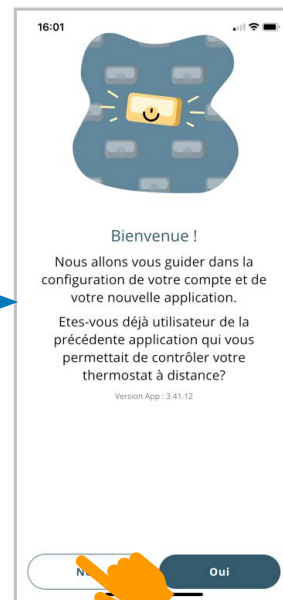 16:01
Bienvenue !
Nous allons vous guider dans la
configuration de votre compte et de
votre nouvelle application.
Etes-vous déjà utilisateur de la
précédente application qui vous
permettait de contrôler votre
thermostat à distance?
Version App : 3.41.12
Oui